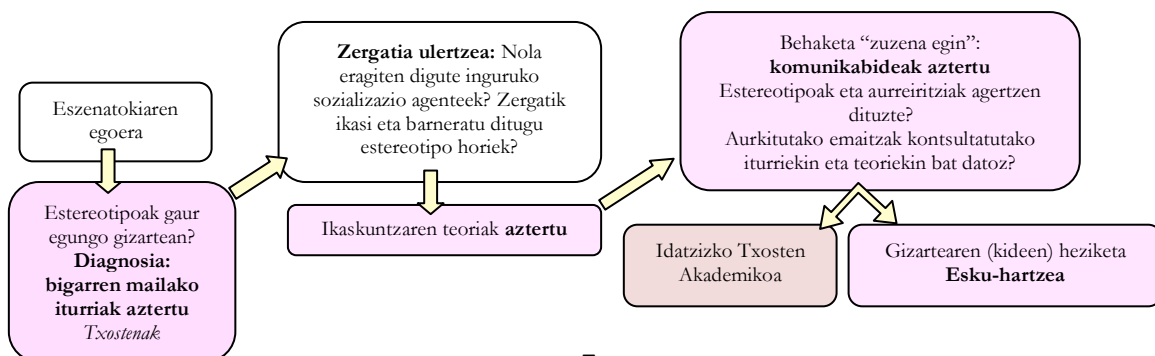 Eszenatokiaren
egoera
Estereotipoak gaur
egungo gizartean?
Diagnosia:
bigarren mailako
iturriak aztertu
Txostenak
Zergatia ulertzea: Nola
eragiten digute inguruko
sozializazio agenteek? Zergatik
ikasi eta barneratu ditugu
estereotipo horiek?
Ikaskuntzaren teoriak aztertu
Behaketa “zuzena egin”:
komunikabideak aztertu
Estereotipoak eta aurreiritziak agertzen
dituzte?
Aurkitutako emaitzak kontsultatutako
iturriekin eta teoriekin bat datoz?
Idatzizko Txosten
Akademikoa
Gizartearen (kideen) heziketa
Esku-hartzea